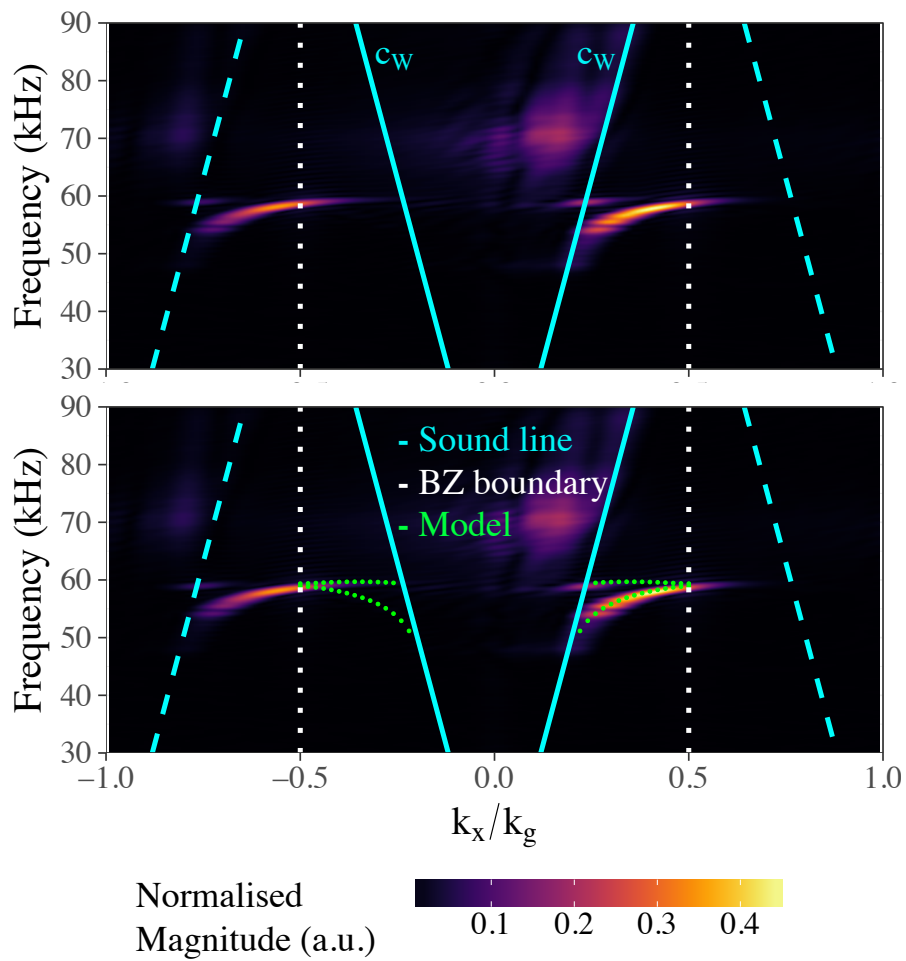 90
80
70
60
50
40
30
Frequency (kHz)
c_W
c_W
90
80
70
60
50
40
30
Frequency (kHz)
- Sound line
- BZ boundary
- Model
−1.0
−0.5
0.0
0.5
1.0
k_x/k_g
Normalised
Magnitude (a.u.)
0.1
0.2
0.3
0.4